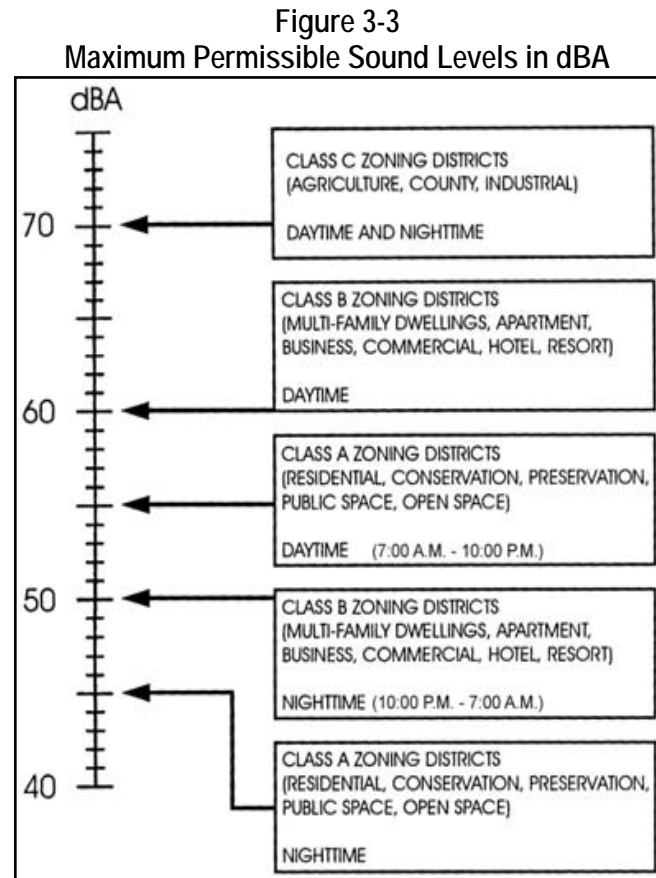 Figure 3-3
Maximum Permissible Sound Levels in dBA
dBA
70
60
50
40
CLASS C ZONING DISTRICTS
(AGRICULTURE, COUNTY, INDUSTRIAL)
DAYTIME AND NIGHTTIME
CLASS B ZONING DISTRICTS
(MULTI-FAMILY DWELLINGS, APARTMENT,
BUSINESS, COMMERCIAL, HOTEL, RESORT)
DAYTIME
CLASS A ZONING DISTRICTS
(RESIDENTIAL, CONSERVATION, PRESERVATION,
PUBLIC SPACE, OPEN SPACE)
DAYTIME (7:00 A.M. - 10:00 P.M.)
CLASS B ZONING DISTRICTS
(MULTI-FAMILY DWELLINGS, APARTMENT,
BUSINESS, COMMERCIAL, HOTEL, RESORT)
NIGHTTIME (10:00 P.M. - 7:00 A.M.)
CLASS A ZONING DISTRICTS
(RESIDENTIAL, CONSERVATION, PRESERVATION,
PUBLIC SPACE, OPEN SPACE)
NIGHTTIME